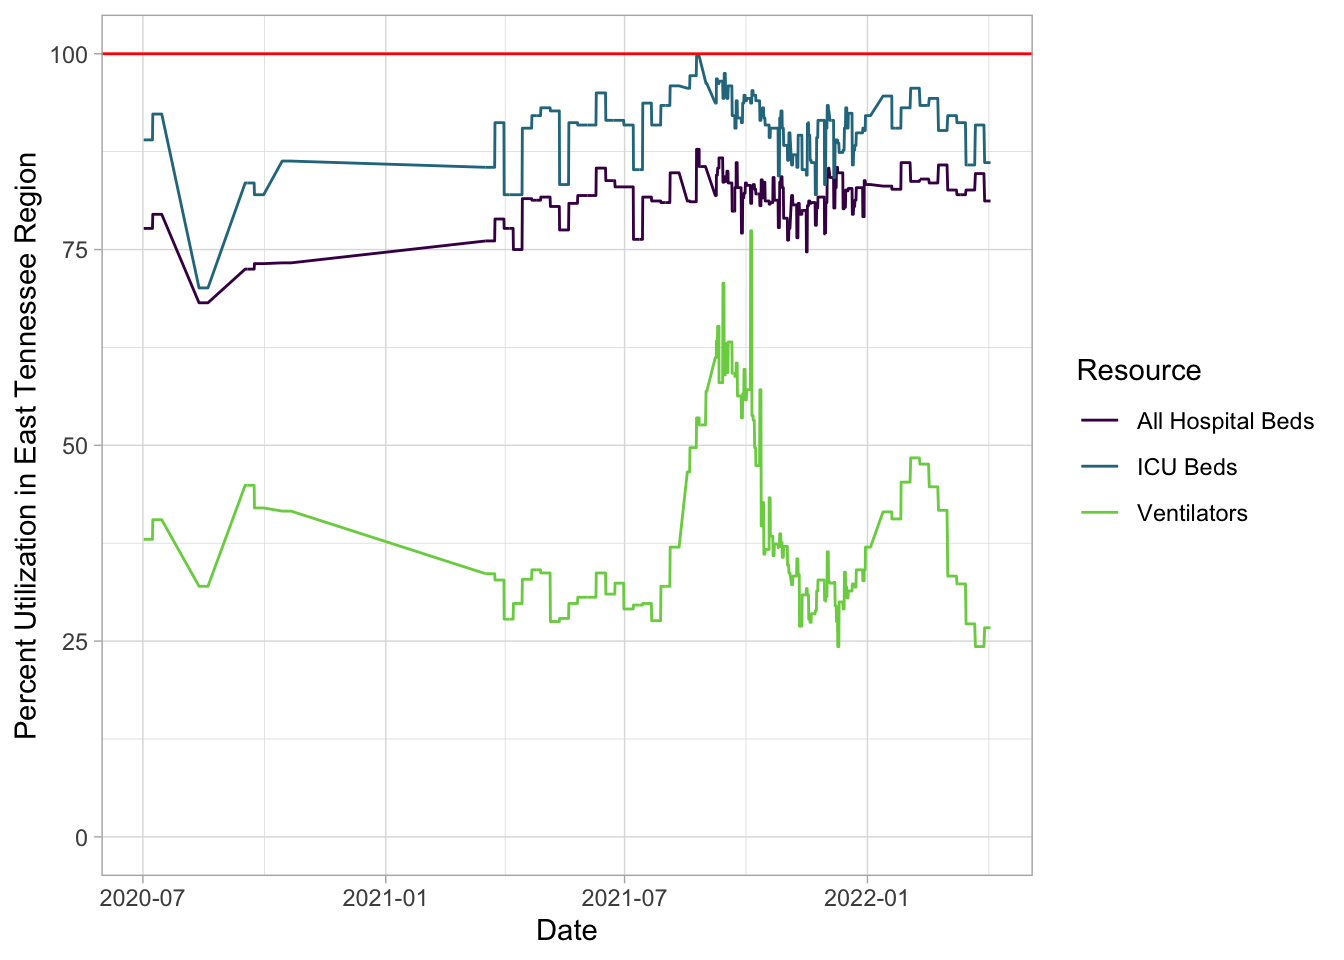 Percent Utilization in East Tennessee Region
100
75
50
25
0
2020-07
2021-01
2021-07
2022-01
Date
Resource
All Hospital Beds
ICU Beds
Ventilators